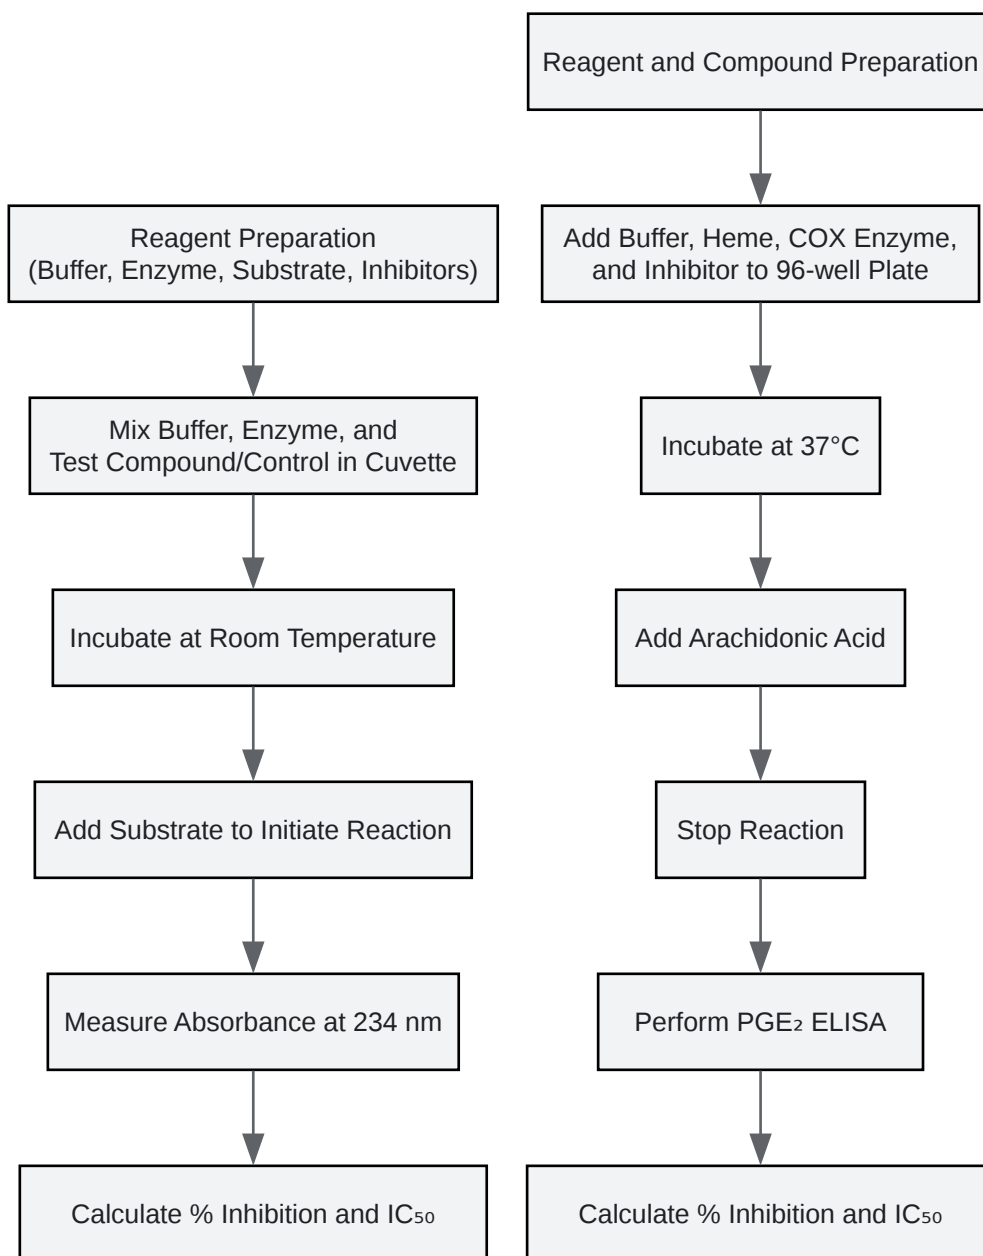 Reagent and Compound Preparation
Reagent Preparation
(Buffer, Enzyme, Substrate, Inhibitors)
Add Buffer, Heme, COX Enzyme,
and Inhibitor to 96-well Plate
Mix Buffer, Enzyme, and
Test Compound/Control in Cuvette
Incubate at 37°C
Incubate at Room Temperature
Add Arachidonic Acid
Add Substrate to Initiate Reaction
Stop Reaction
Measure Absorbance at 234 nm
Perform PGE₂ ELISA
Calculate % Inhibition and IC₅₀
Calculate % Inhibition and IC₅₀